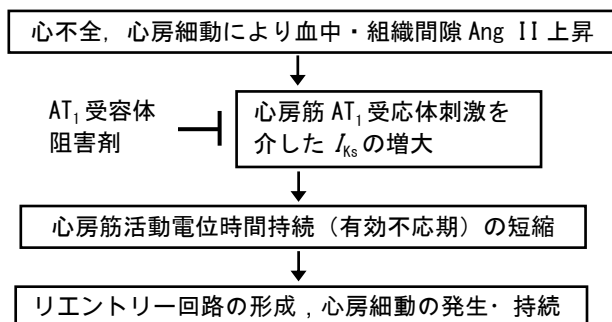 心不全，心房細動により血中・組織間隙 Ang II 上昇
AT1 受容体
阻害剤
心房筋 AT1 受応体刺激を
介した IKs の増大
心房筋活動電位時間持続（有効不応期）の短縮
リエントリー回路の形成，心房細動の発生・持続